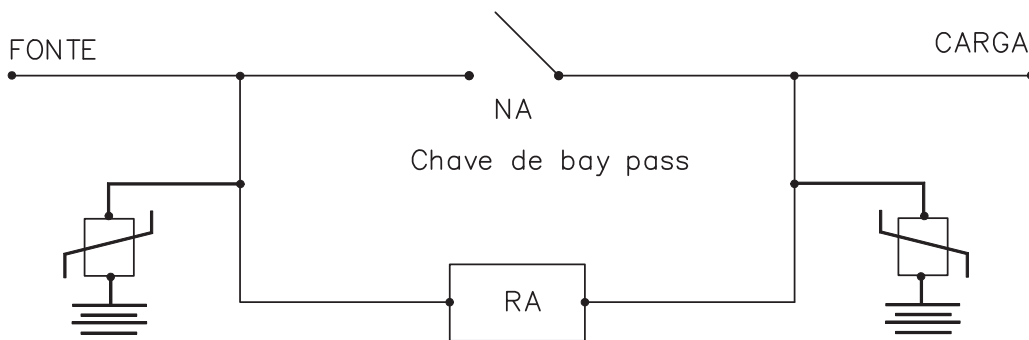 FONTE
CARGA
NA
Chave de bay pass
RA